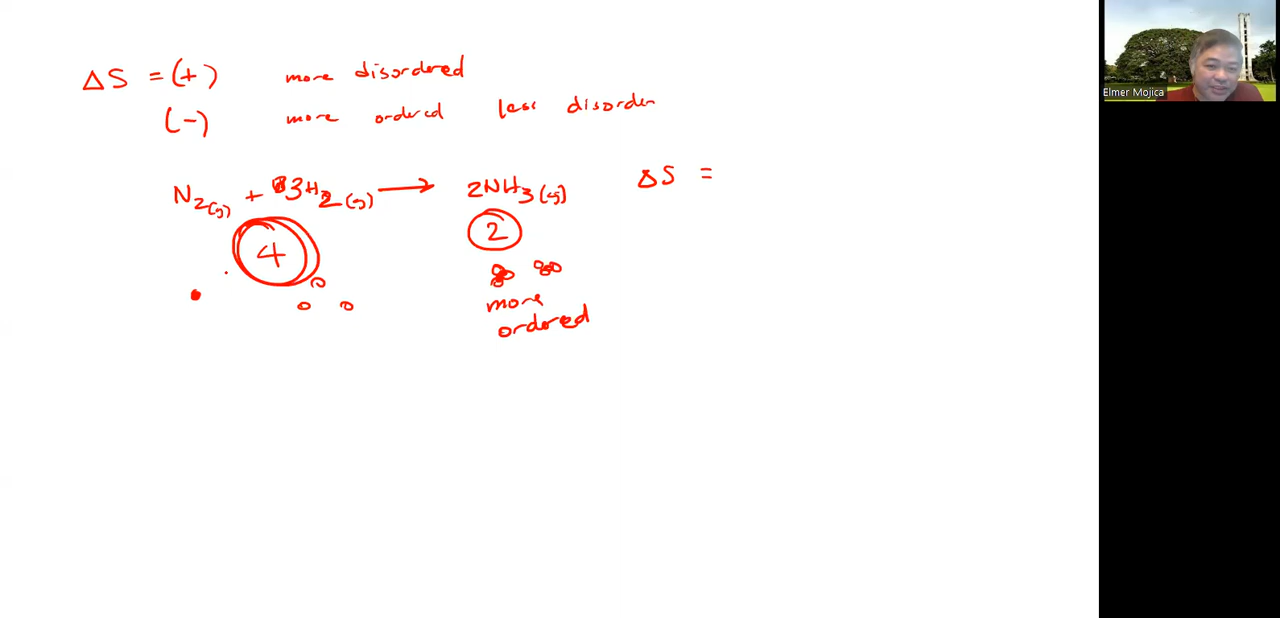 ΔS = (+) more disordered
(-) more ordered less disorder
N2(g) + 3H2(g) → 2NH3(g) ΔS =
4 2
more
ordered
Elmer Mojica